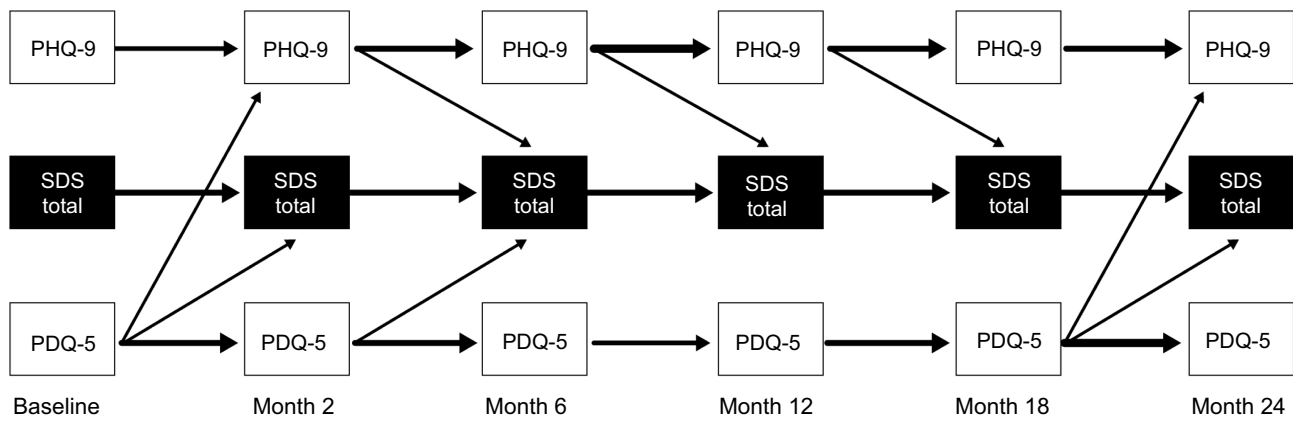 PHQ-9 PHQ-9 PHQ-9 PHQ-9 PHQ-9 PHQ-9
SDS SDS SDS SDS SDS SDS
total total total total total total
PDQ-5 PDQ-5 PDQ-5 PDQ-5 PDQ-5 PDQ-5
Baseline Month 2 Month 6 Month 12 Month 18 Month 24